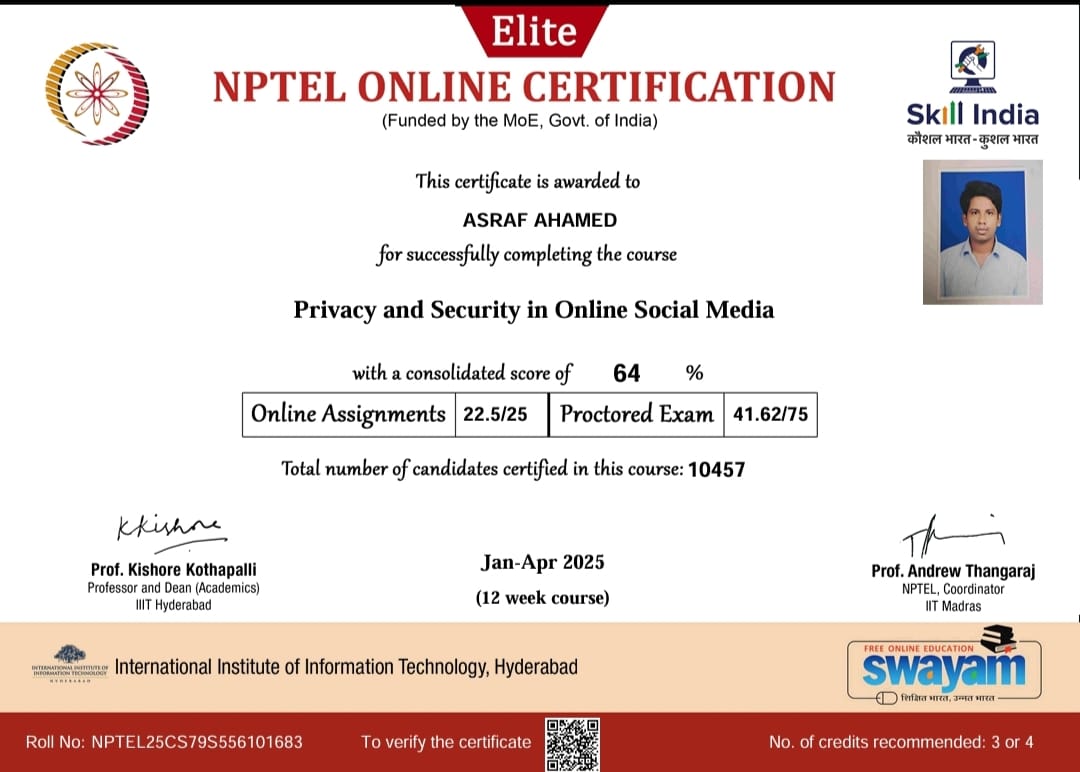 Elite
NPTEL ONLINE CERTIFICATION
(Funded by the MoE, Govt. of India)
Skill India
कौशल भारत - कुशल भारत
This certificate is awarded to
ASRAF AHAMED
for successfully completing the course
Privacy and Security in Online Social Media
with a consolidated score of 64 %
Online Assignments 22.5/25 Proctored Exam 41.62/75
Total number of candidates certified in this course: 10457
KKishore
Prof. Kishore Kothapalli
Professor and Dean (Academics)
IIIT Hyderabad
Jan-Apr 2025
(12 week course)
Prof. Andrew Thangaraj
NPTEL, Coordinator
IIT Madras
INTERNATIONAL INSTITUTE OF
INFORMATION TECHNOLOGY
HYDERABAD
International Institute of Information Technology, Hyderabad
FREE ONLINE EDUCATION
swayam
शिक्षित भारत, उन्नत भारत
Roll No: NPTEL25CS79S556101683
To verify the certificate
No. of credits recommended: 3 or 4